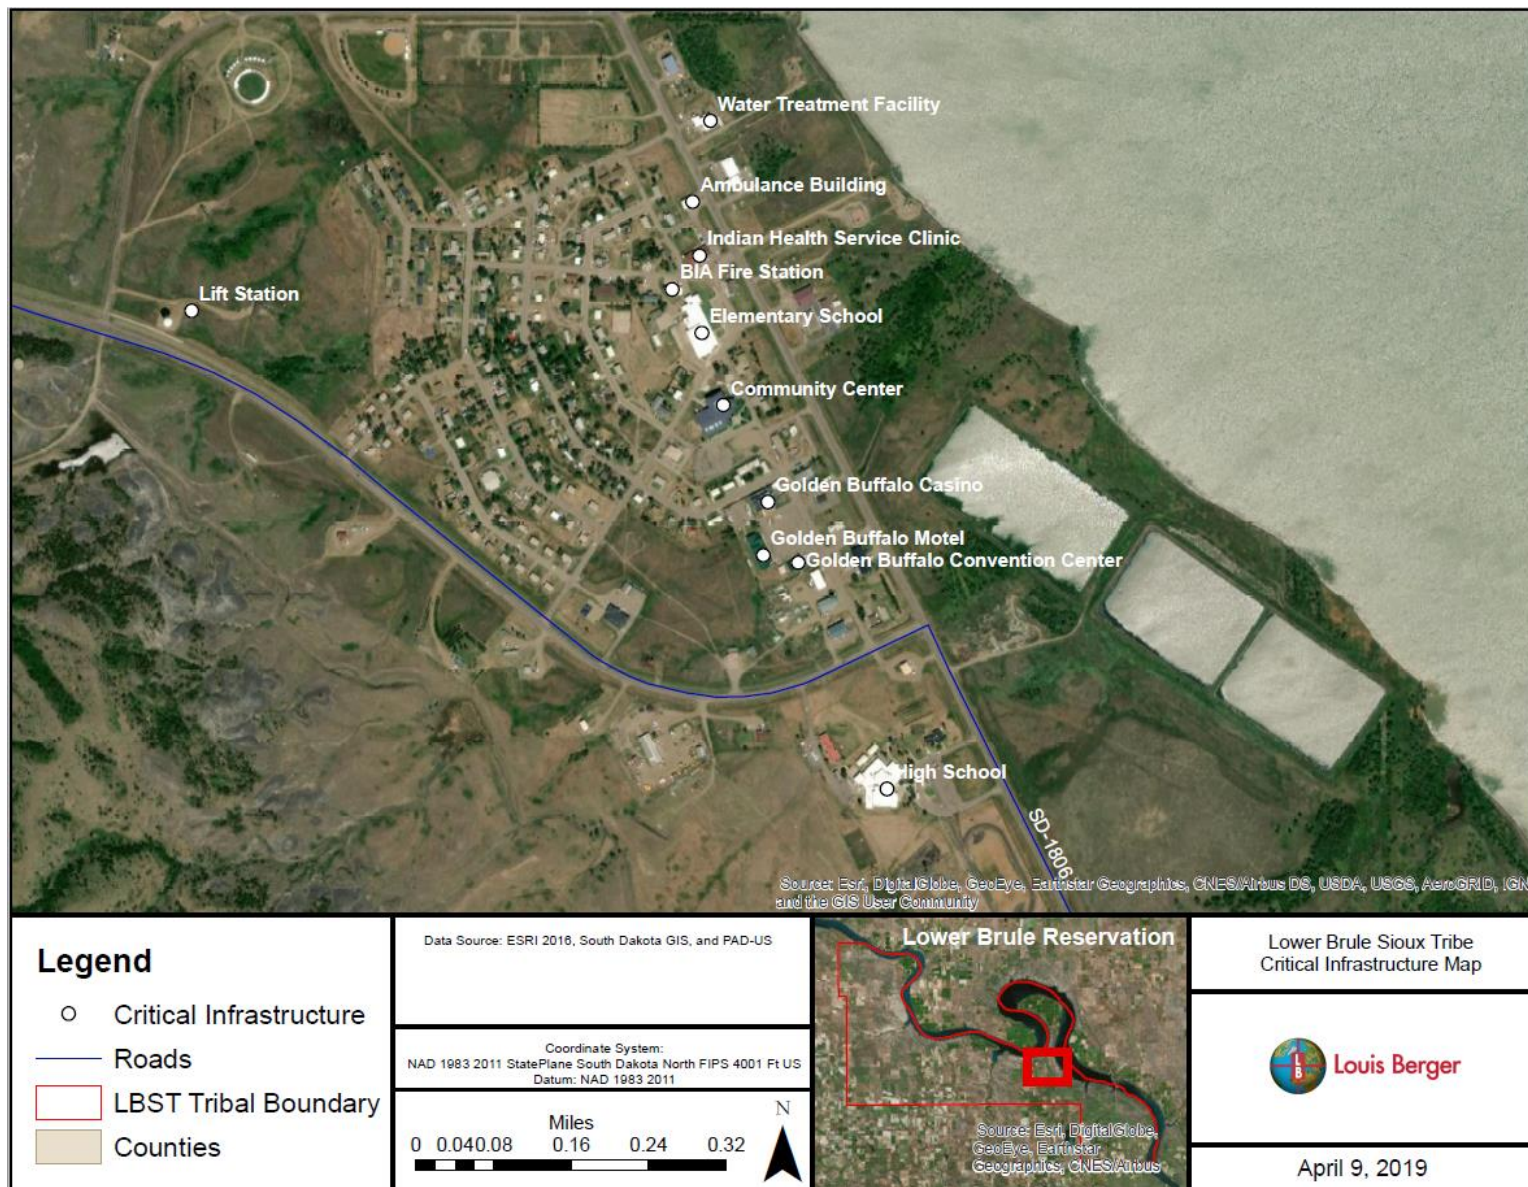 Water Treatment Facility
Ambulance Building
Indian Health Service Clinic
BIA Fire Station
Lift Station
Elementary School
Community Center
Golden Buffalo Casino
Golden Buffalo Motel
Golden Buffalo Convention Center
High School
SD-1806
Source: Esri, DigitalGlobe, GeoEye, Earthstar Geographics, CNES/Airbus DS, USDA, USGS, AeroGRID, IGN
and the GIS User Community
Legend
Critical Infrastructure
Roads
LBST Tribal Boundary
Counties
Data Source: ESRI 2016, South Dakota GIS, and PAD-US
Coordinate System:
NAD 1983 2011 StatePlane South Dakota North FIPS 4001 Ft US
Datum: NAD 1983 2011
Miles
0 0.04 0.08 0.16 0.24 0.32
N
Lower Brule Reservation
Source: Esri, DigitalGlobe,
GeoEye, Earthstar
Geographics, CNES/Airbus
Lower Brule Sioux Tribe
Critical Infrastructure Map
LB
Louis Berger
April 9, 2019